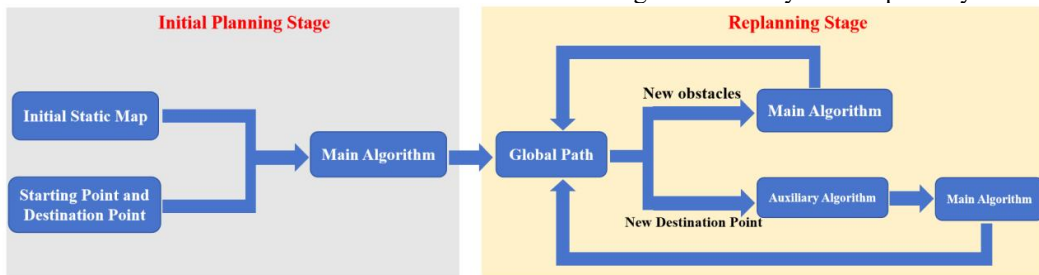 Initial Planning Stage
Initial Static Map
Starting Point and
Destination Point
Main Algorithm
Replanning Stage
Global Path
New obstacles
Main Algorithm
New Destination Point
Auxiliary Algorithm
Main Algorithm